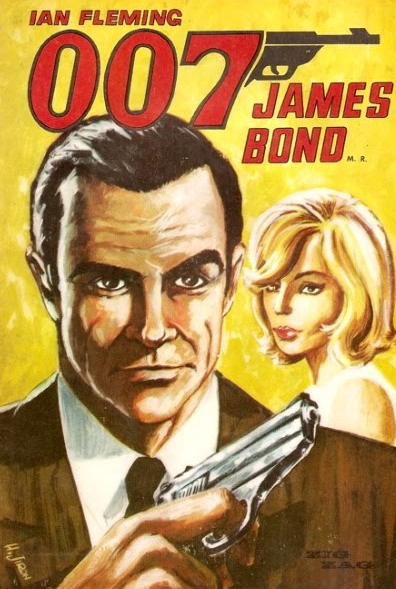 IAN FLEMING
007
JAMES
BOND M. R.
ZIG
ZAG